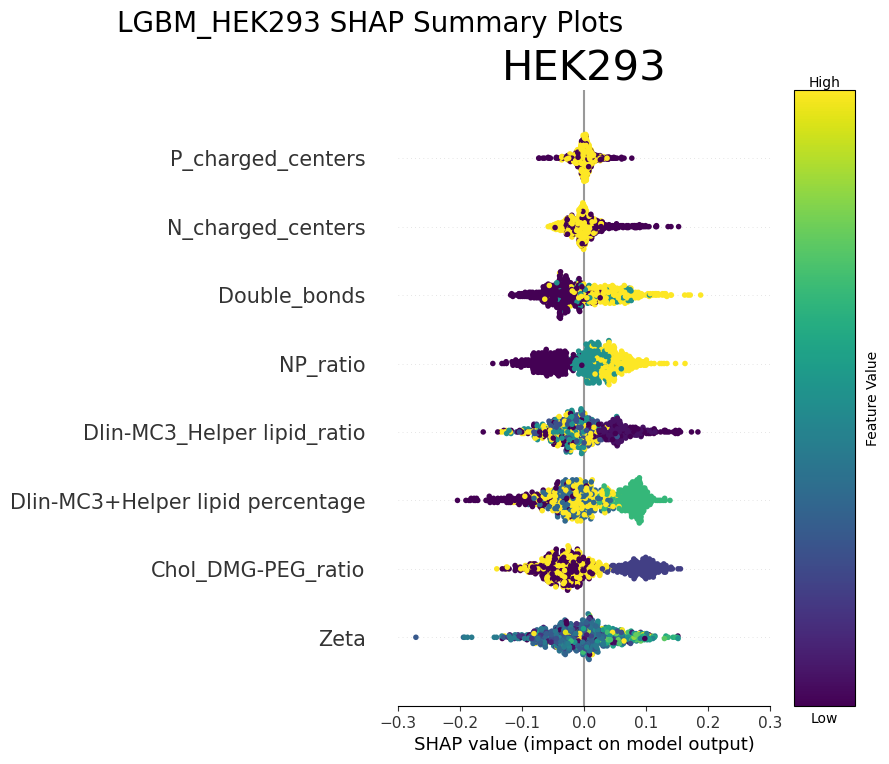 LGBM_HEK293 SHAP Summary Plots
HEK293
High
P_charged_centers
N_charged_centers
Double_bonds
NP_ratio
Dlin-MC3_Helper lipid_ratio
Dlin-MC3+Helper lipid percentage
Chol_DMG-PEG_ratio
Zeta
Feature Value
Low
−0.3 −0.2 −0.1 0.0 0.1 0.2 0.3
SHAP value (impact on model output)